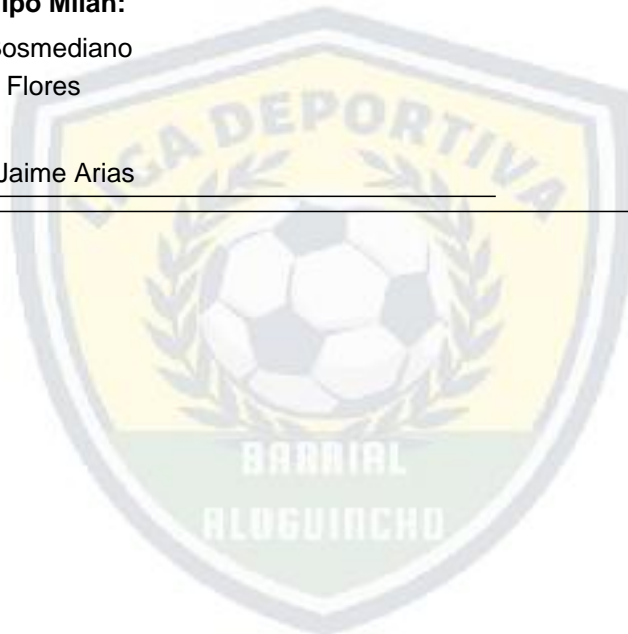 ipo Milan:
osmediano
Flores
Jaime Arias
LIGA DEPORTIVA
BARRIAL
ALUGUINCHO